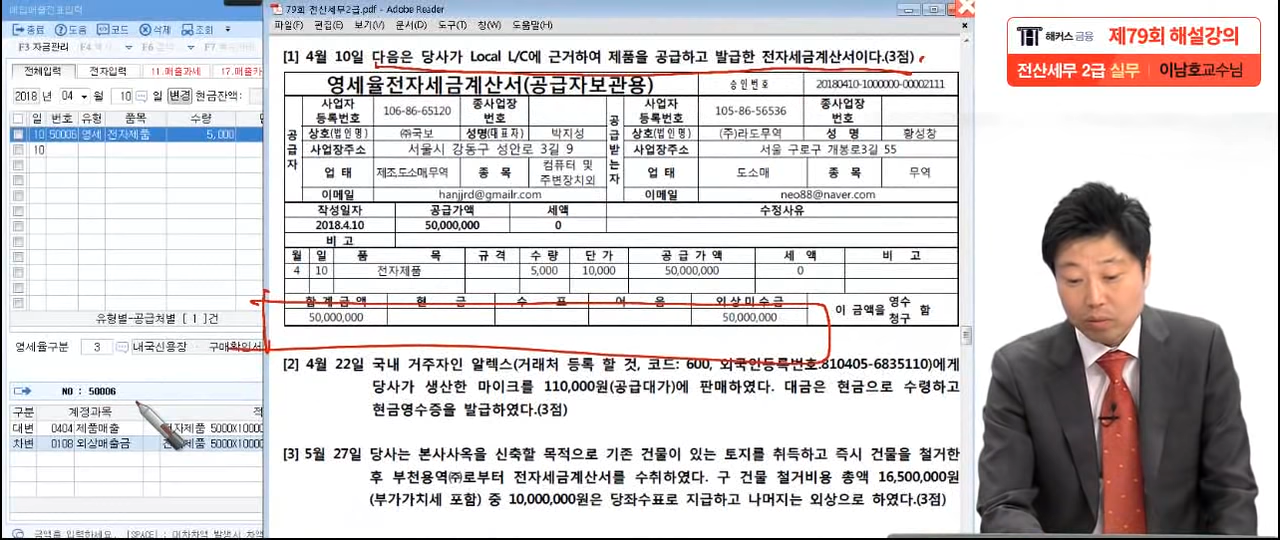 매입매출전표입력
종료 도움 코드 삭제 조회
F3 자금관리
전체입력 전자입력 11.매출과세 17.매출카
2018 년 04 월 10 일 변경 현금잔액:
일 번호 유형 품목 수량
10 50006 영세 전자제품 5,000
10
유형별-공급처별 [ 1 ]건
영세율구분 3 내국신용장 구매확인서
NO : 50006
구분 계정과목 적
대변 0404 제품매출 전자제품 5000X10000
차변 0108 외상매출금 전자제품 5000X10000
금액을 입력하세요.
79회 전산세무2급.pdf - Adobe Reader
파일(F) 편집(E) 보기(V) 문서(D) 도구(T) 창(W) 도움말(H)
[1] 4월 10일 다음은 당사가 Local L/C에 근거하여 제품을 공급하고 발급한 전자세금계산서이다.(3점)
영세율전자세금계산서(공급자보관용) 승인번호 20180410-1000000-00002111
공급자 사업자등록번호 106-86-65120 종사업장번호 공급받는자 사업자등록번호 105-86-56536 종사업장번호
상호(법인명) ㈜국보 성명(대표자) 박지성 상호(법인명) (주)라도무역 성명 황성창
사업장주소 서울시 강동구 성안로 3길 9 사업장주소 서울 구로구 개봉로3길 55
업태 제조,도소매무역 종목 컴퓨터 및 주변장치외 업태 도소매 종목 무역
이메일 hanjjrd@gmailr.com 이메일 neo88@naver.com
작성일자 공급가액 세액 수정사유
2018.4.10 50,000,000 0
비고
월 일 품목 규격 수량 단가 공급가액 세액 비고
4 10 전자제품 5,000 10,000 50,000,000 0
합계금액 현금 수표 어음 외상미수금 이 금액을 영수 청구 함
50,000,000 50,000,000
[2] 4월 22일 국내 거주자인 알렉스(거래처 등록 할 것, 코드: 600, 외국인등록번호:810405-6835110)에게
당사가 생산한 마이크를 110,000원(공급대가)에 판매하였다. 대금은 현금으로 수령하고
현금영수증을 발급하였다.(3점)
[3] 5월 27일 당사는 본사사옥을 신축할 목적으로 기존 건물이 있는 토지를 취득하고 즉시 건물을 철거한
후 부천용역㈜로부터 전자세금계산서를 수취하였다. 구 건물 철거비용 총액 16,500,000원
(부가가치세 포함) 중 10,000,000원은 당좌수표로 지급하고 나머지는 외상으로 하였다.(3점)
해커스 금융 제79회 해설강의
전산세무 2급 실무 이남호교수님